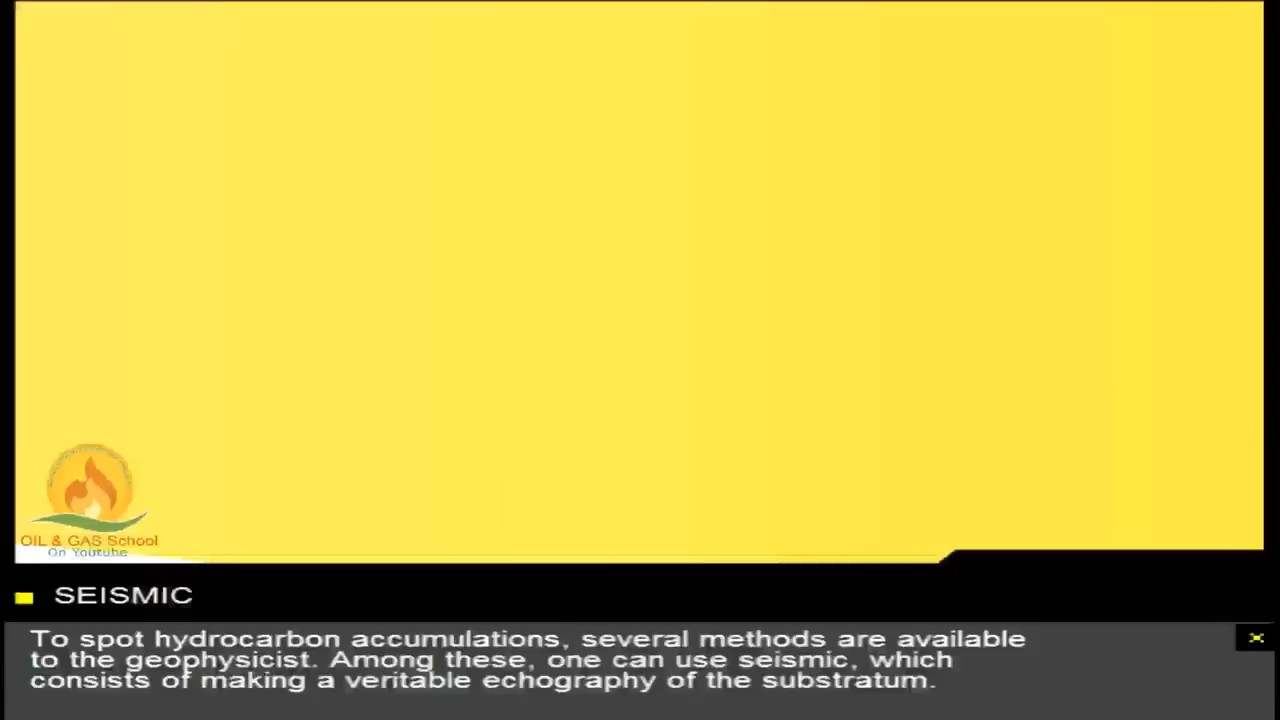 OIL & GAS School
On Youtube
SEISMIC
To spot hydrocarbon accumulations, several methods are available
to the geophysicist. Among these, one can use seismic, which
consists of making a veritable echography of the substratum.